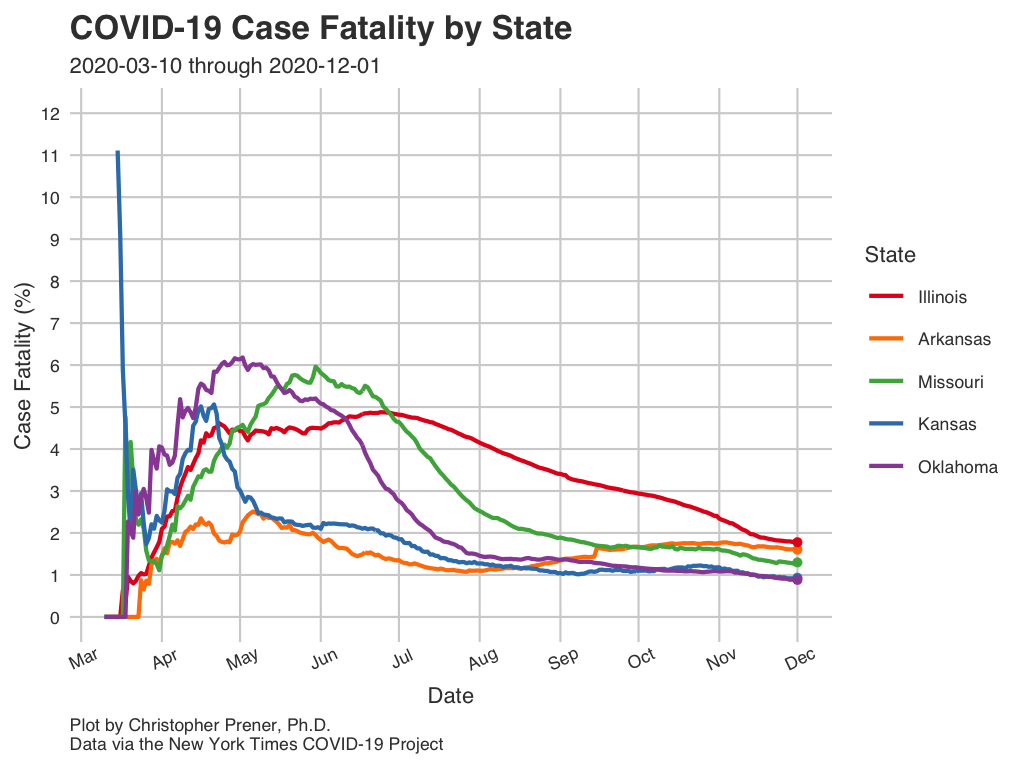 COVID-19 Case Fatality by State
2020-03-10 through 2020-12-01
12
11
10
9
8
7
6
5
4
3
2
1
0
Case Fatality (%)
Mar
Apr
May
Jun
Jul
Aug
Sep
Oct
Nov
Dec
Date
State
Illinois
Arkansas
Missouri
Kansas
Oklahoma
Plot by Christopher Prener, Ph.D.
Data via the New York Times COVID-19 Project